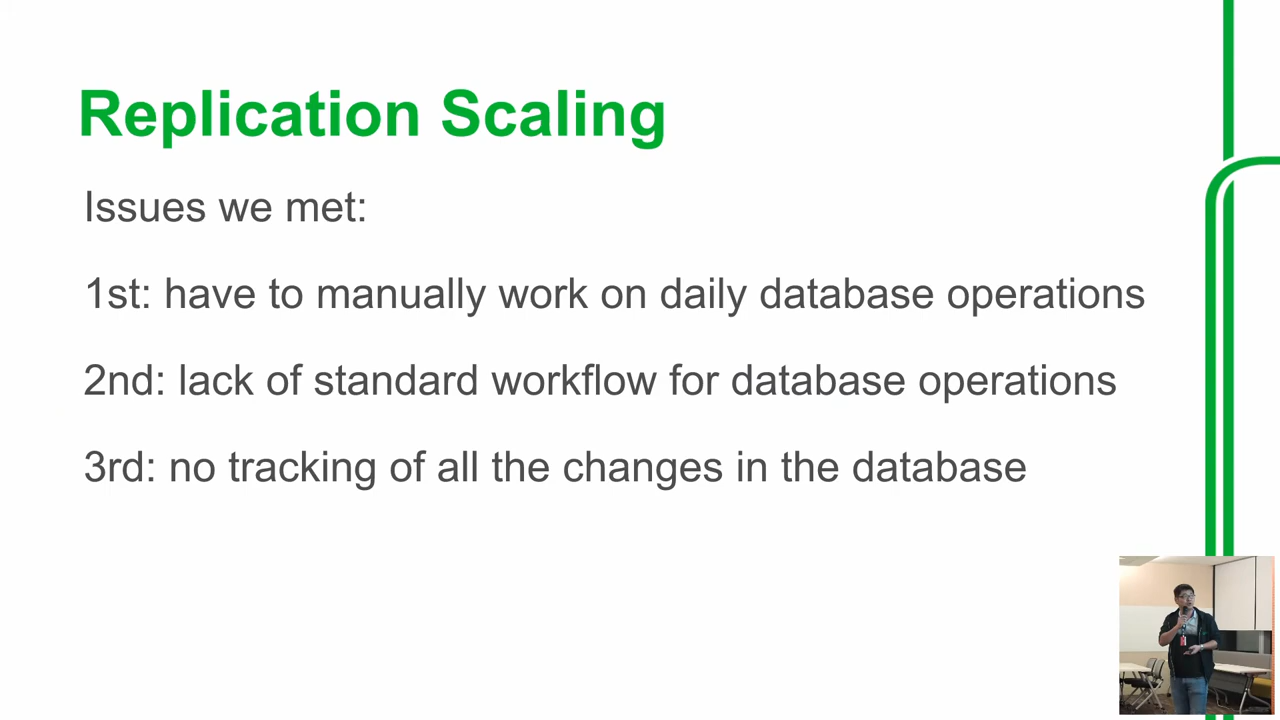 Replication Scaling
Issues we met:
1st: have to manually work on daily database operations
2nd: lack of standard workflow for database operations
3rd: no tracking of all the changes in the database